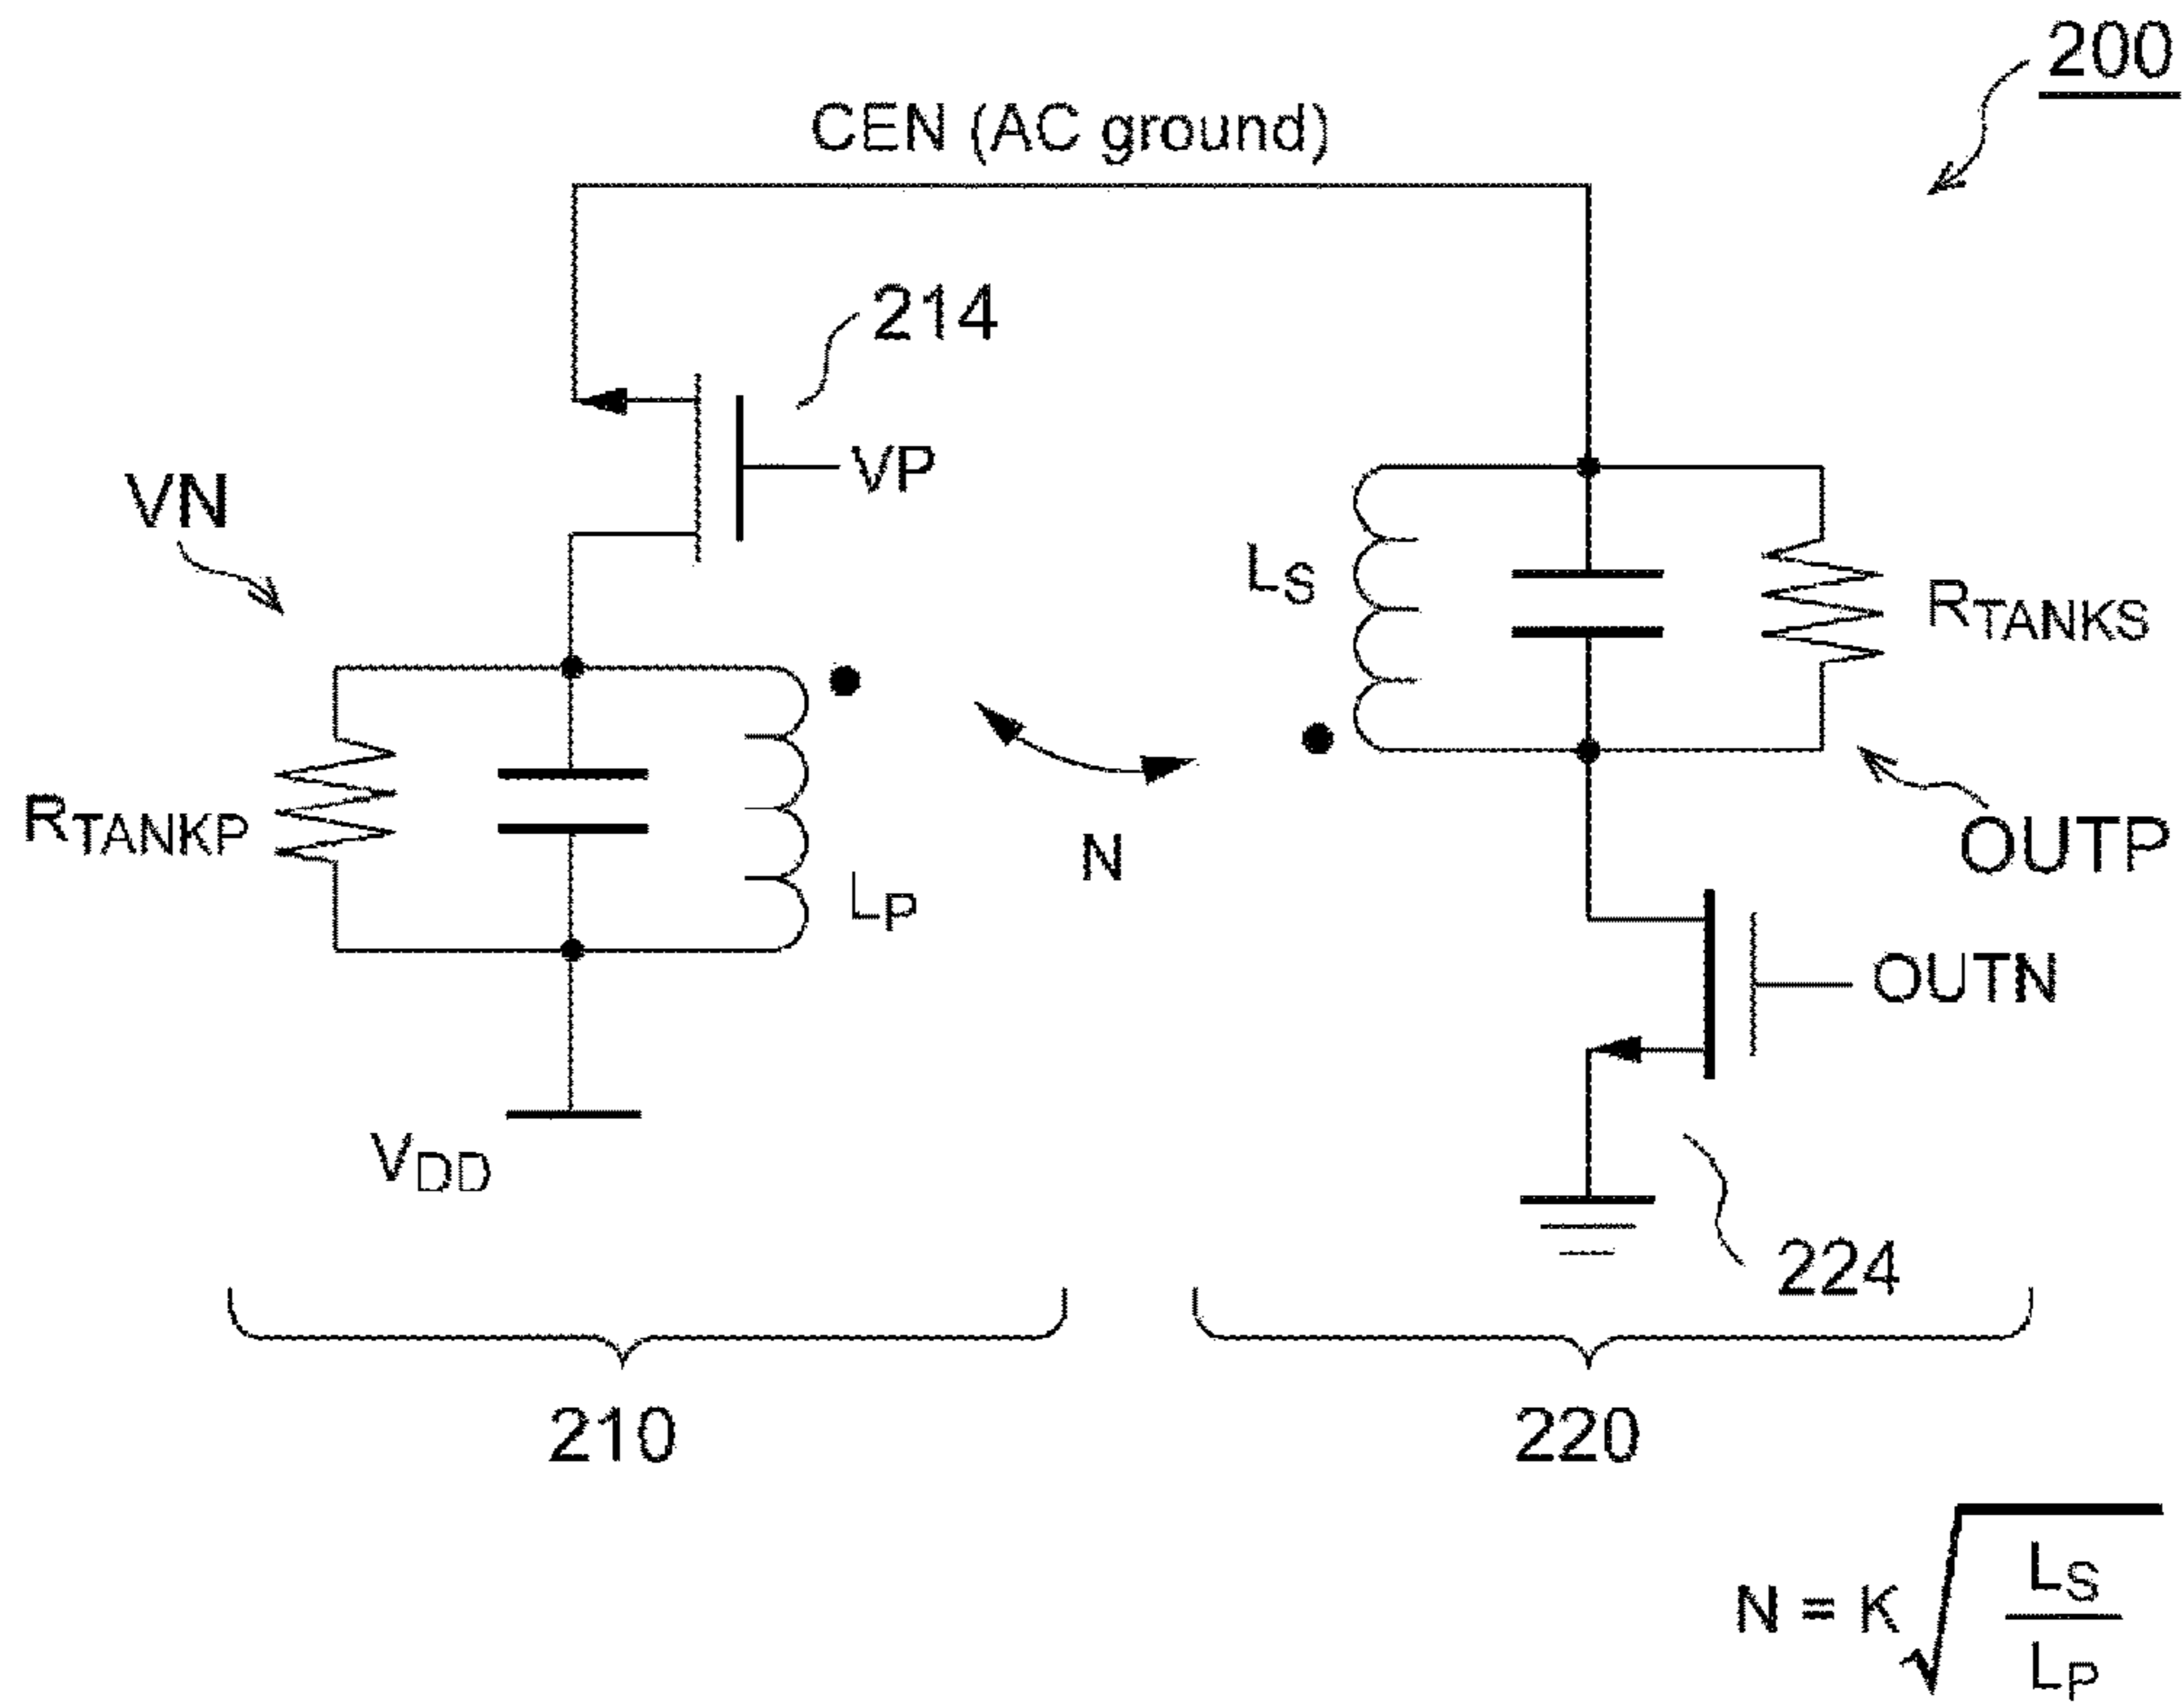 200
CEN (AC ground)
214
VP
VN
LS
RTANKS
RTANKP
LP
N
OUTP
OUTN
VDD
224
210
220
N = K√(LS/LP)